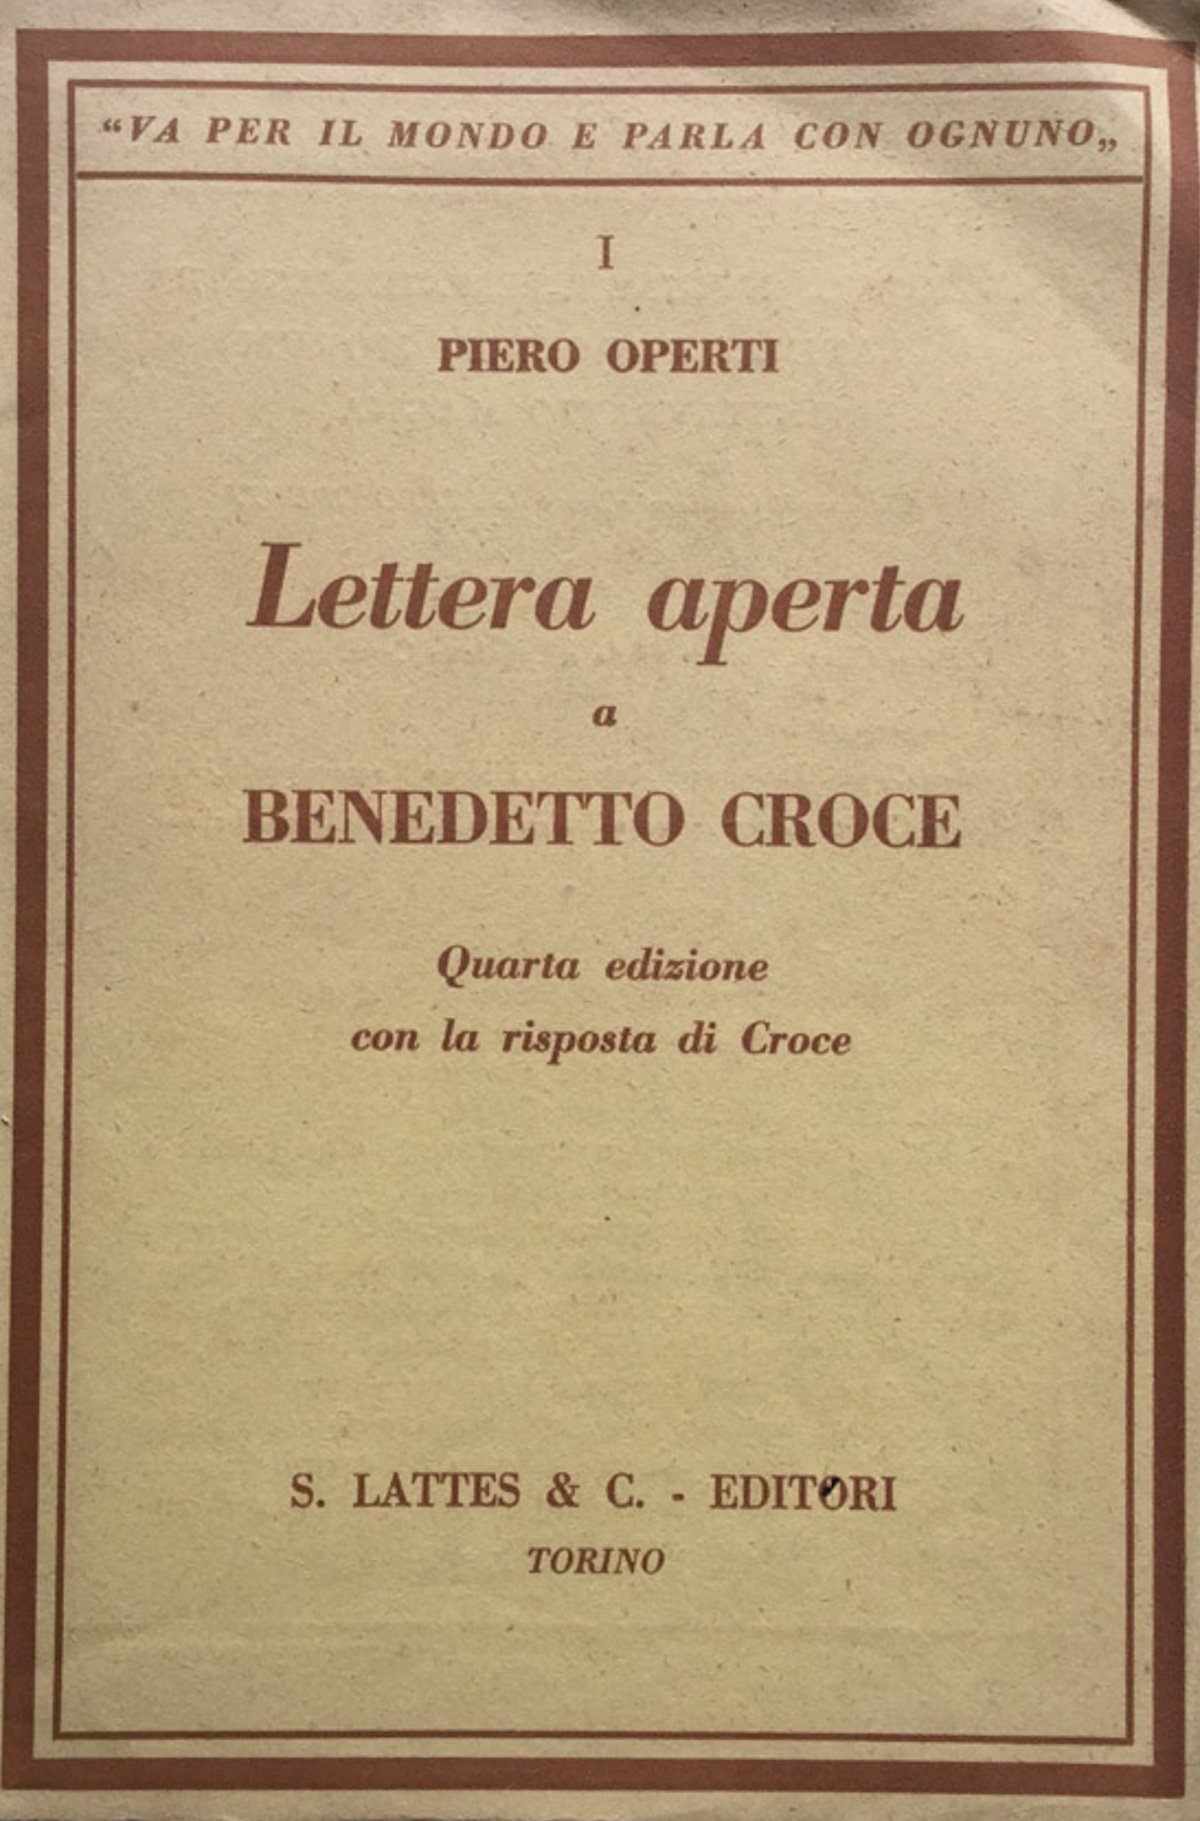 “VA PER IL MONDO E PARLA CON OGNUNO„
I
PIERO OPERTI
Lettera aperta
a
BENEDETTO CROCE
Quarta edizione
con la risposta di Croce
S. LATTES & C. - EDITORI
TORINO